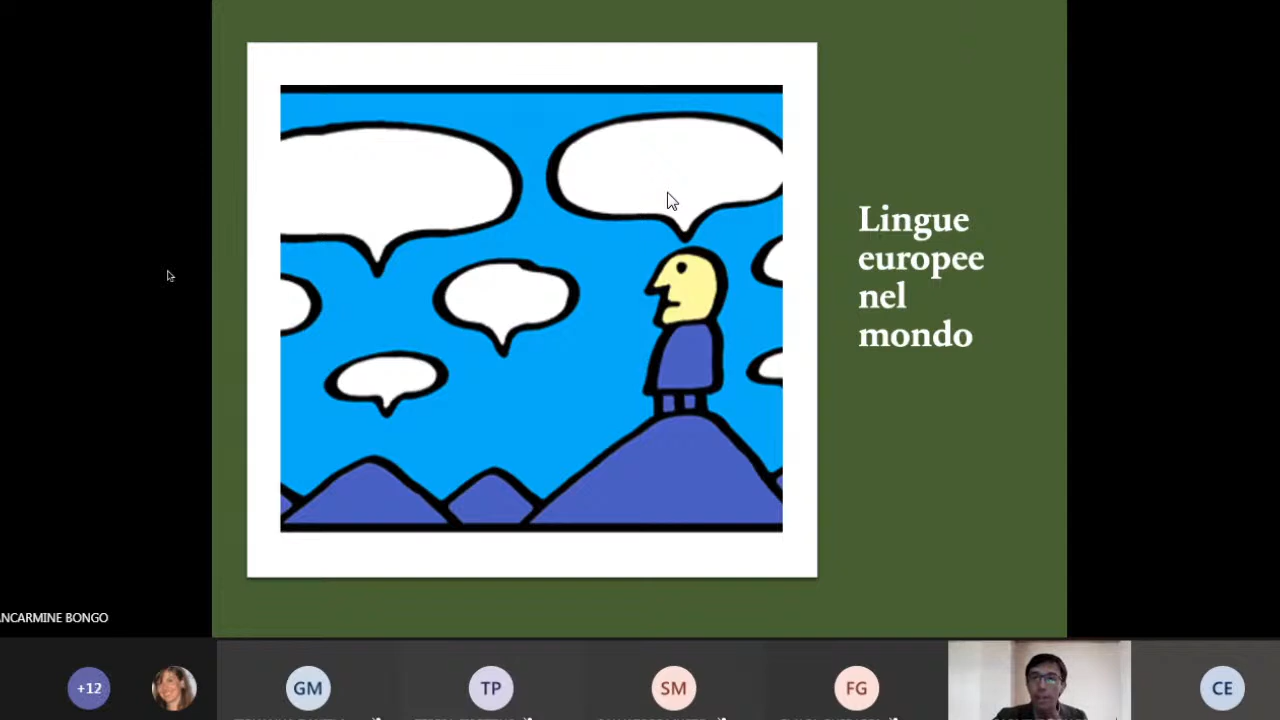 Lingue
europee
nel
mondo
NCARMINE BONGO
+12
GM
TP
SM
FG
CE